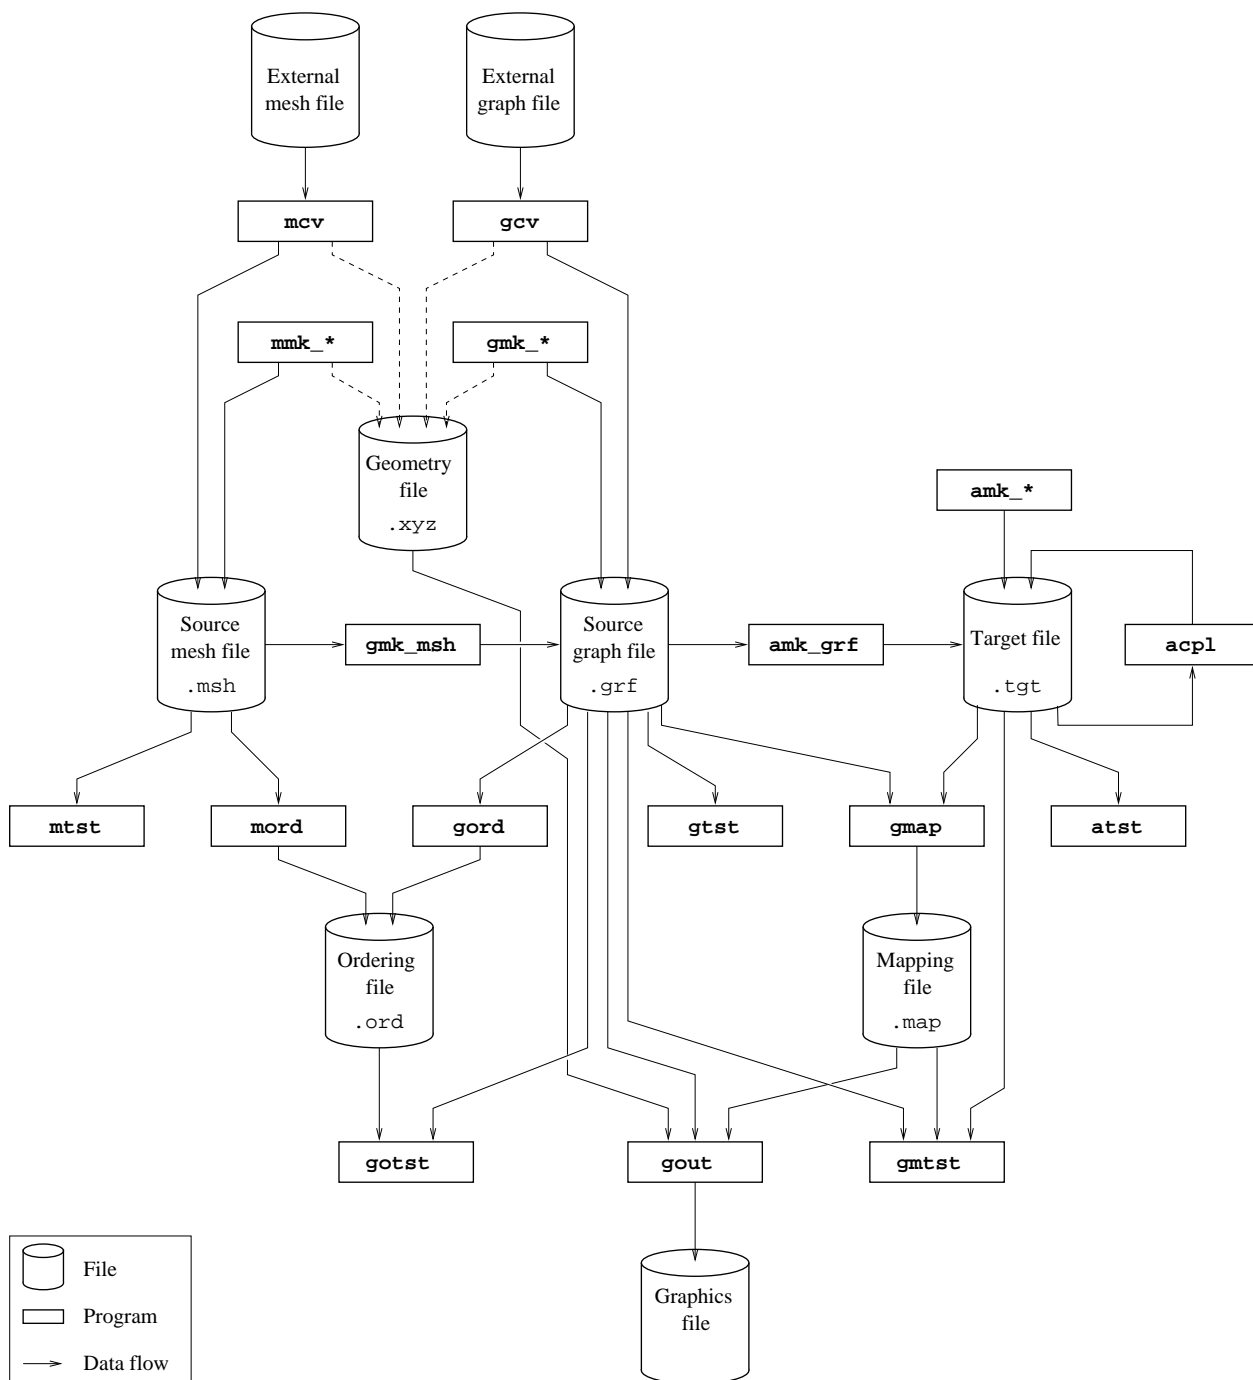 External
mesh file
External
graph file
mcv
gcv
mmk_*
gmk_*
Geometry
file
.xyz
amk_*
Source
mesh file
.msh
gmk_msh
Source
graph file
.grf
amk_grf
Target file
.tgt
acpl
mtst
mord
gord
gtst
gmap
atst
Ordering
file
.ord
Mapping
file
.map
gotst
gout
gmtst
Graphics
file
File
Program
Data flow